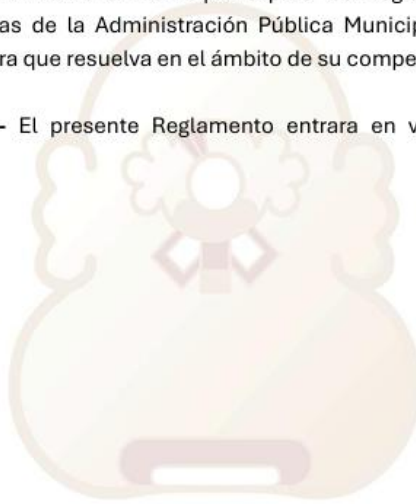 as de la Administración Pública Municip
ra que resuelva en el ámbito de su compe
- El presente Reglamento entrara en v